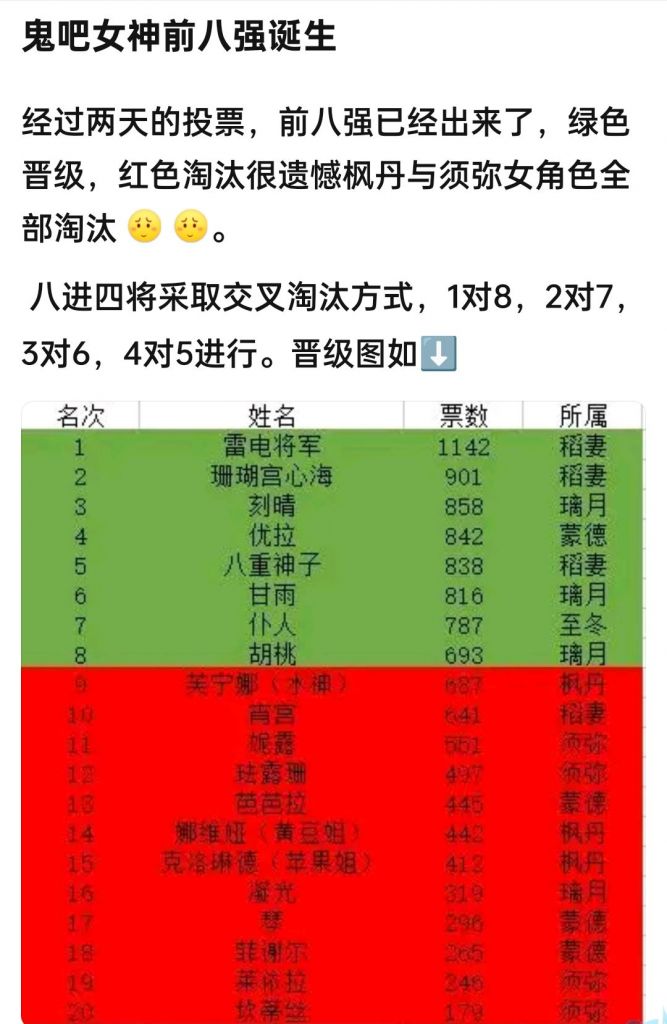 鬼吧女神前八强诞生
经过两天的投票，前八强已经出来了，绿色
晋级，红色淘汰很遗憾枫丹与须弥女角色全
部淘汰 。
八进四将采取交叉淘汰方式，1对8，2对7，
3对6，4对5进行。晋级图如
名次 姓名 票数 所属
1 雷电将军 1142 稻妻
2 珊瑚宫心海 901 稻妻
3 刻晴 858 璃月
4 优拉 842 蒙德
5 八重神子 838 稻妻
6 甘雨 816 璃月
7 仆人 787 至冬
8 胡桃 693 璃月
9 芙宁娜（水神） 687 枫丹
10 宵宫 641 稻妻
11 妮露 551 须弥
12 珐露珊 497 须弥
13 芭芭拉 445 蒙德
14 娜维娅（黄豆姐） 442 枫丹
15 克洛琳德（苹果姐） 412 枫丹
16 凝光 319 璃月
17 琴 296 蒙德
18 菲谢尔 265 蒙德
19 莱依拉 246 须弥
20 坎蒂丝 179 须弥